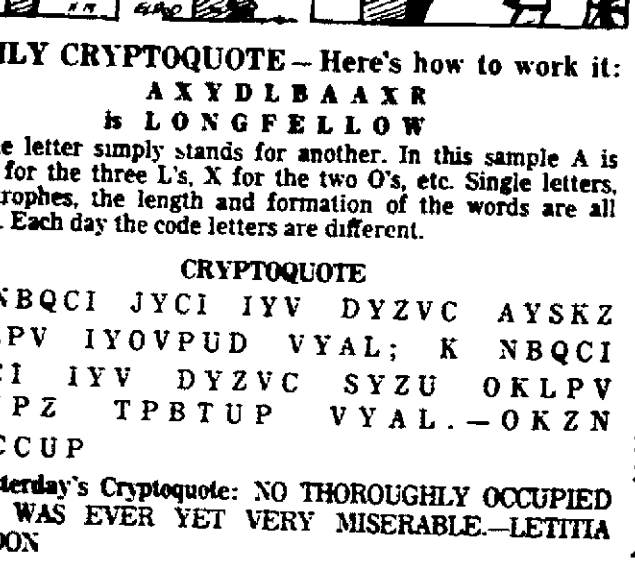 ILY CRYPTOQUOTE – Here's how to work it:
A X Y D L B A A X R
is L O N G F E L L O W
e letter simply stands for another. In this sample A is
for the three L's, X for the two O's, etc. Single letters,
trophes, the length and formation of the words are all
. Each day the code letters are different.
CRYPTOQUOTE
NBQCI JYCI IYV DYZVC AYSKZ
PV IYOVPUD VYAL; K NBQCI
CI IYV DYZVC SYZU OKLPV
PZ TPBTUP VYAL.—OKZN
CCUP
terday's Cryptoquote: NO THOROUGHLY OCCUPIED
WAS EVER YET VERY MISERABLE.—LETITIA
DON